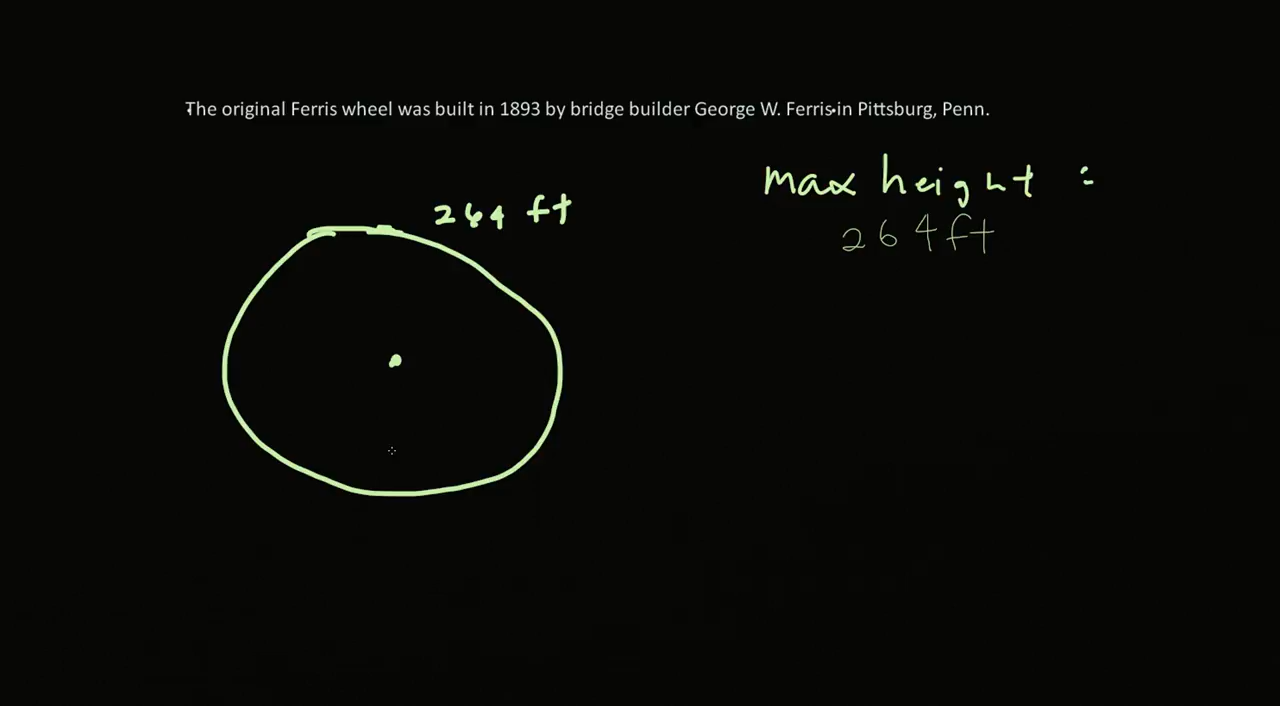 The original Ferris wheel was built in 1893 by bridge builder George W. Ferris in Pittsburg, Penn.
max height =
264 ft
264 ft